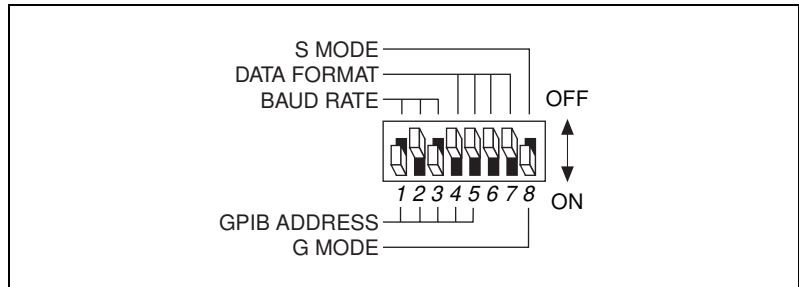 S MODE
DATA FORMAT
BAUD RATE
OFF
1 2 3 4 5 6 7 8
ON
GPIB ADDRESS
G MODE